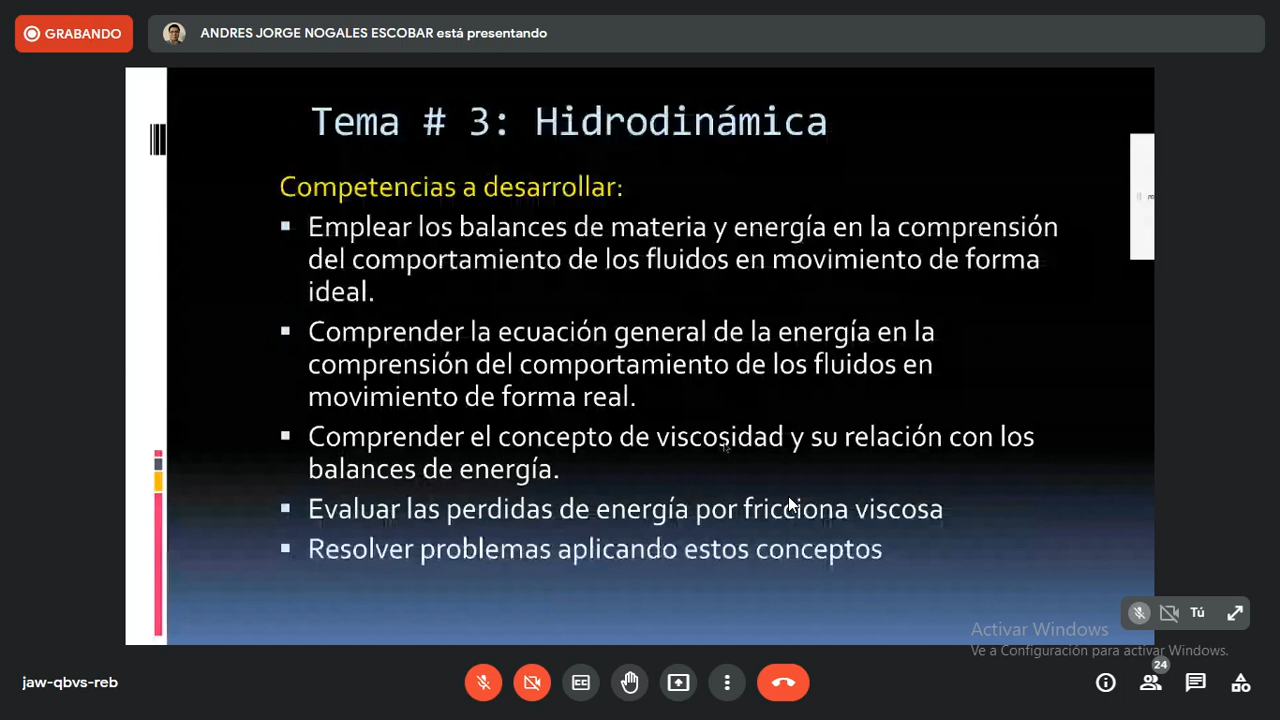 GRABANDO
ANDRES JORGE NOGALES ESCOBAR está presentando
Tema # 3: Hidrodinámica
Competencias a desarrollar:
Emplear los balances de materia y energía en la comprensión
del comportamiento de los fluidos en movimiento de forma
ideal.
Comprender la ecuación general de la energía en la
comprensión del comportamiento de los fluidos en
movimiento de forma real.
Comprender el concepto de viscosidad y su relación con los
balances de energía.
Evaluar las perdidas de energía por fricciona viscosa
Resolver problemas aplicando estos conceptos
Tú
Activar Windows
Ve a Configuración para activar Windows.
jaw-qbvs-reb
CC
24